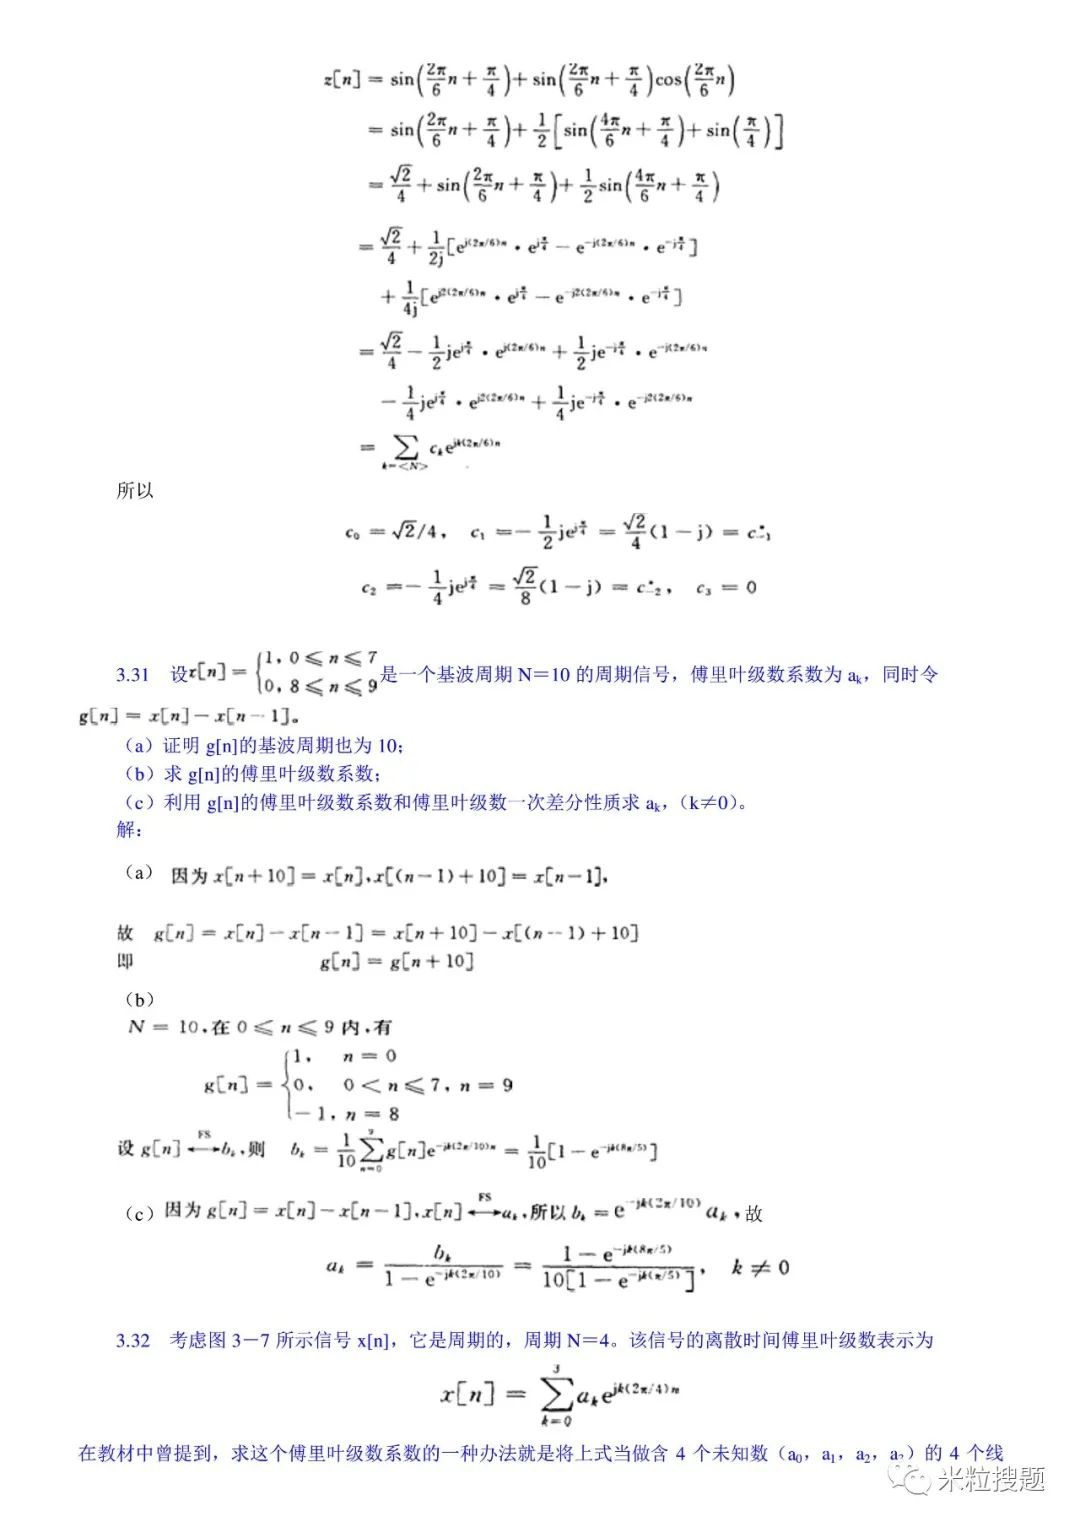 z[n] = sin(2π/6 n + π/4) + sin(2π/6 n + π/4)cos(2π/6 n)
= sin(2π/6 n + π/4) + 1/2[sin(4π/6 n + π/4) + sin(π/4)]
= √2/4 + sin(2π/6 n + π/4) + 1/2 sin(4π/6 n + π/4)
= √2/4 + 1/2j[e^{j(2π/6)n} · e^{jπ/4} − e^{−j(2π/6)n} · e^{−jπ/4}]
+ 1/4j[e^{j2(2π/6)n} · e^{jπ/4} − e^{−j2(2π/6)n} · e^{−jπ/4}]
= √2/4 − 1/2 je^{jπ/4} · e^{j(2π/6)n} + 1/2 je^{−jπ/4} · e^{−j(2π/6)n}
− 1/4 je^{jπ/4} · e^{j2(2π/6)n} + 1/4 je^{−jπ/4} · e^{−j2(2π/6)n}
= ∑_{k=<N>} c_k e^{jk(2π/6)n}
所以
c₀ = √2/4, c₁ = − 1/2 je^{jπ/4} = √2/4 (1 − j) = c*₋₁
c₂ = − 1/4 je^{jπ/4} = √2/8 (1 − j) = c*₋₂, c₃ = 0
3.31 设x[n] = {1, 0 ⩽ n ⩽ 7 0, 8 ⩽ n ⩽ 9 是一个基波周期 N＝10 的周期信号，傅里叶级数系数为 a_k，同时令
g[n] = x[n] − x[n − 1]。
（a）证明 g[n]的基波周期也为 10；
（b）求 g[n]的傅里叶级数系数；
（c）利用 g[n]的傅里叶级数系数和傅里叶级数一次差分性质求 a_k，（k≠0）。
解：
（a） 因为 x[n + 10] = x[n], x[(n − 1) + 10] = x[n − 1],
故 g[n] = x[n] − x[n − 1] = x[n + 10] − x[(n − 1) + 10]
即 g[n] = g[n + 10]
（b）
N = 10, 在 0 ⩽ n ⩽ 9 内, 有
g[n] = {1, n = 0
0, 0 < n ⩽ 7, n = 9
−1, n = 8
设 g[n] ⟷^{FS} b_k, 则 b_k = 1/10 ∑_{n=0}^{9} g[n]e^{−jk(2π/10)n} = 1/10 [1 − e^{−jk(8π/5)}]
（c）因为 g[n] = x[n] − x[n − 1], x[n] ⟷^{FS} a_k, 所以 b_k = e^{−jk(2π/10)} a_k, 故
a_k = b_k/(1 − e^{−jk(2π/10)}) = (1 − e^{−jk(8π/5)})/(10[1 − e^{−jk(π/5)}]), k ≠ 0
3.32 考虑图 3－7 所示信号 x[n]，它是周期的，周期 N＝4。该信号的离散时间傅里叶级数表示为
x[n] = ∑_{k=0}^{3} a_k e^{jk(2π/4)n}
在教材中曾提到，求这个傅里叶级数系数的一种办法就是将上式当做含 4 个未知数（a₀，a₁，a₂，a₃）的 4 个线
米粒搜题